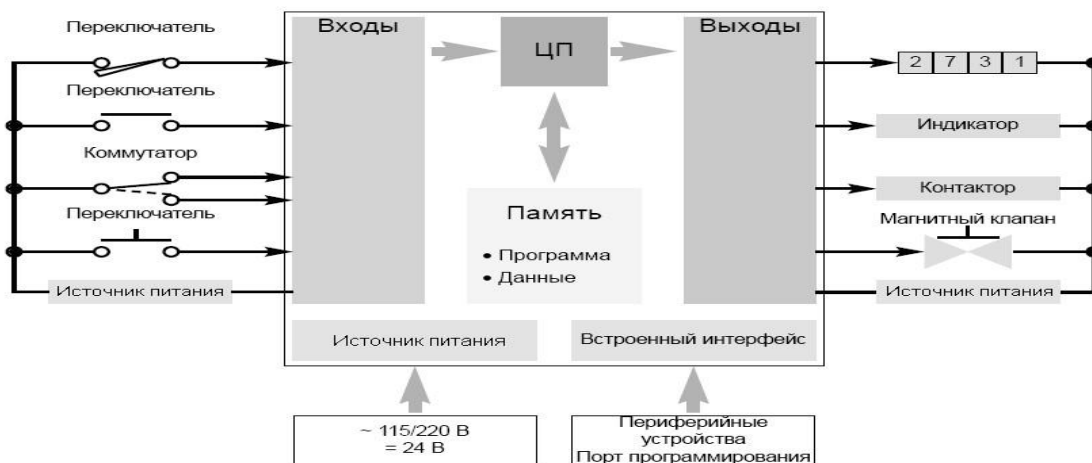 Переключатель
Переключатель
Коммутатор
Переключатель
Источник питания
Входы
ЦП
Выходы
Память
• Программа
• Данные
Источник питания
Встроенный интерфейс
2 7 3 1
Индикатор
Контактор
Магнитный клапан
Источник питания
~ 115/220 В
= 24 В
Периферийные
устройства
Порт программирования